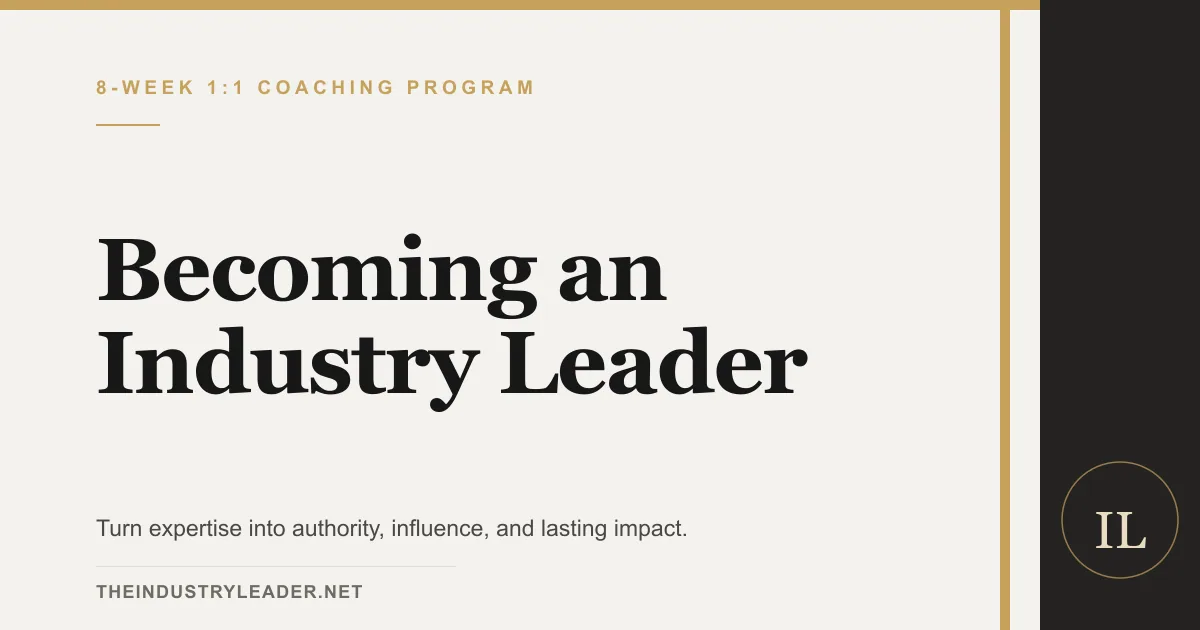 8-WEEK 1:1 COACHING PROGRAM
Becoming an
Industry Leader
Turn expertise into authority, influence, and lasting impact.
THEINDUSTRYLEADER.NET
IL